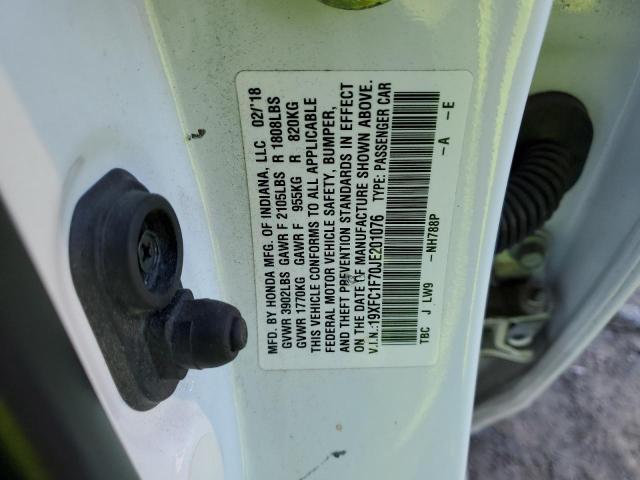 MFD. BY HONDA MFG. OF INDIANA, LLC 02/'18
GVWR 3902LBS GAWR F 2105LBS R 1808LBS
GVWR 1770KG GAWR F 955KG R 820KG
THIS VEHICLE CONFORMS TO ALL APPLICABLE
FEDERAL MOTOR VEHICLE SAFETY, BUMPER,
AND THEFT PREVENTION STANDARDS IN EFFECT
ON THE DATE OF MANUFACTURE SHOWN ABOVE.
V.I.N.:19XFC1F70JE201076 TYPE: PASSENGER CAR
TBC J LW9 –NH788P –A –E